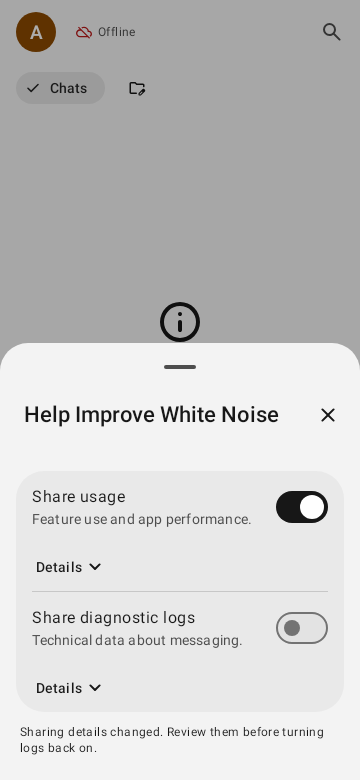 A
Offline
Chats
Help Improve White Noise
Share usage
Feature use and app performance.
Details
Share diagnostic logs
Technical data about messaging.
Details
Sharing details changed. Review them before turning
logs back on.